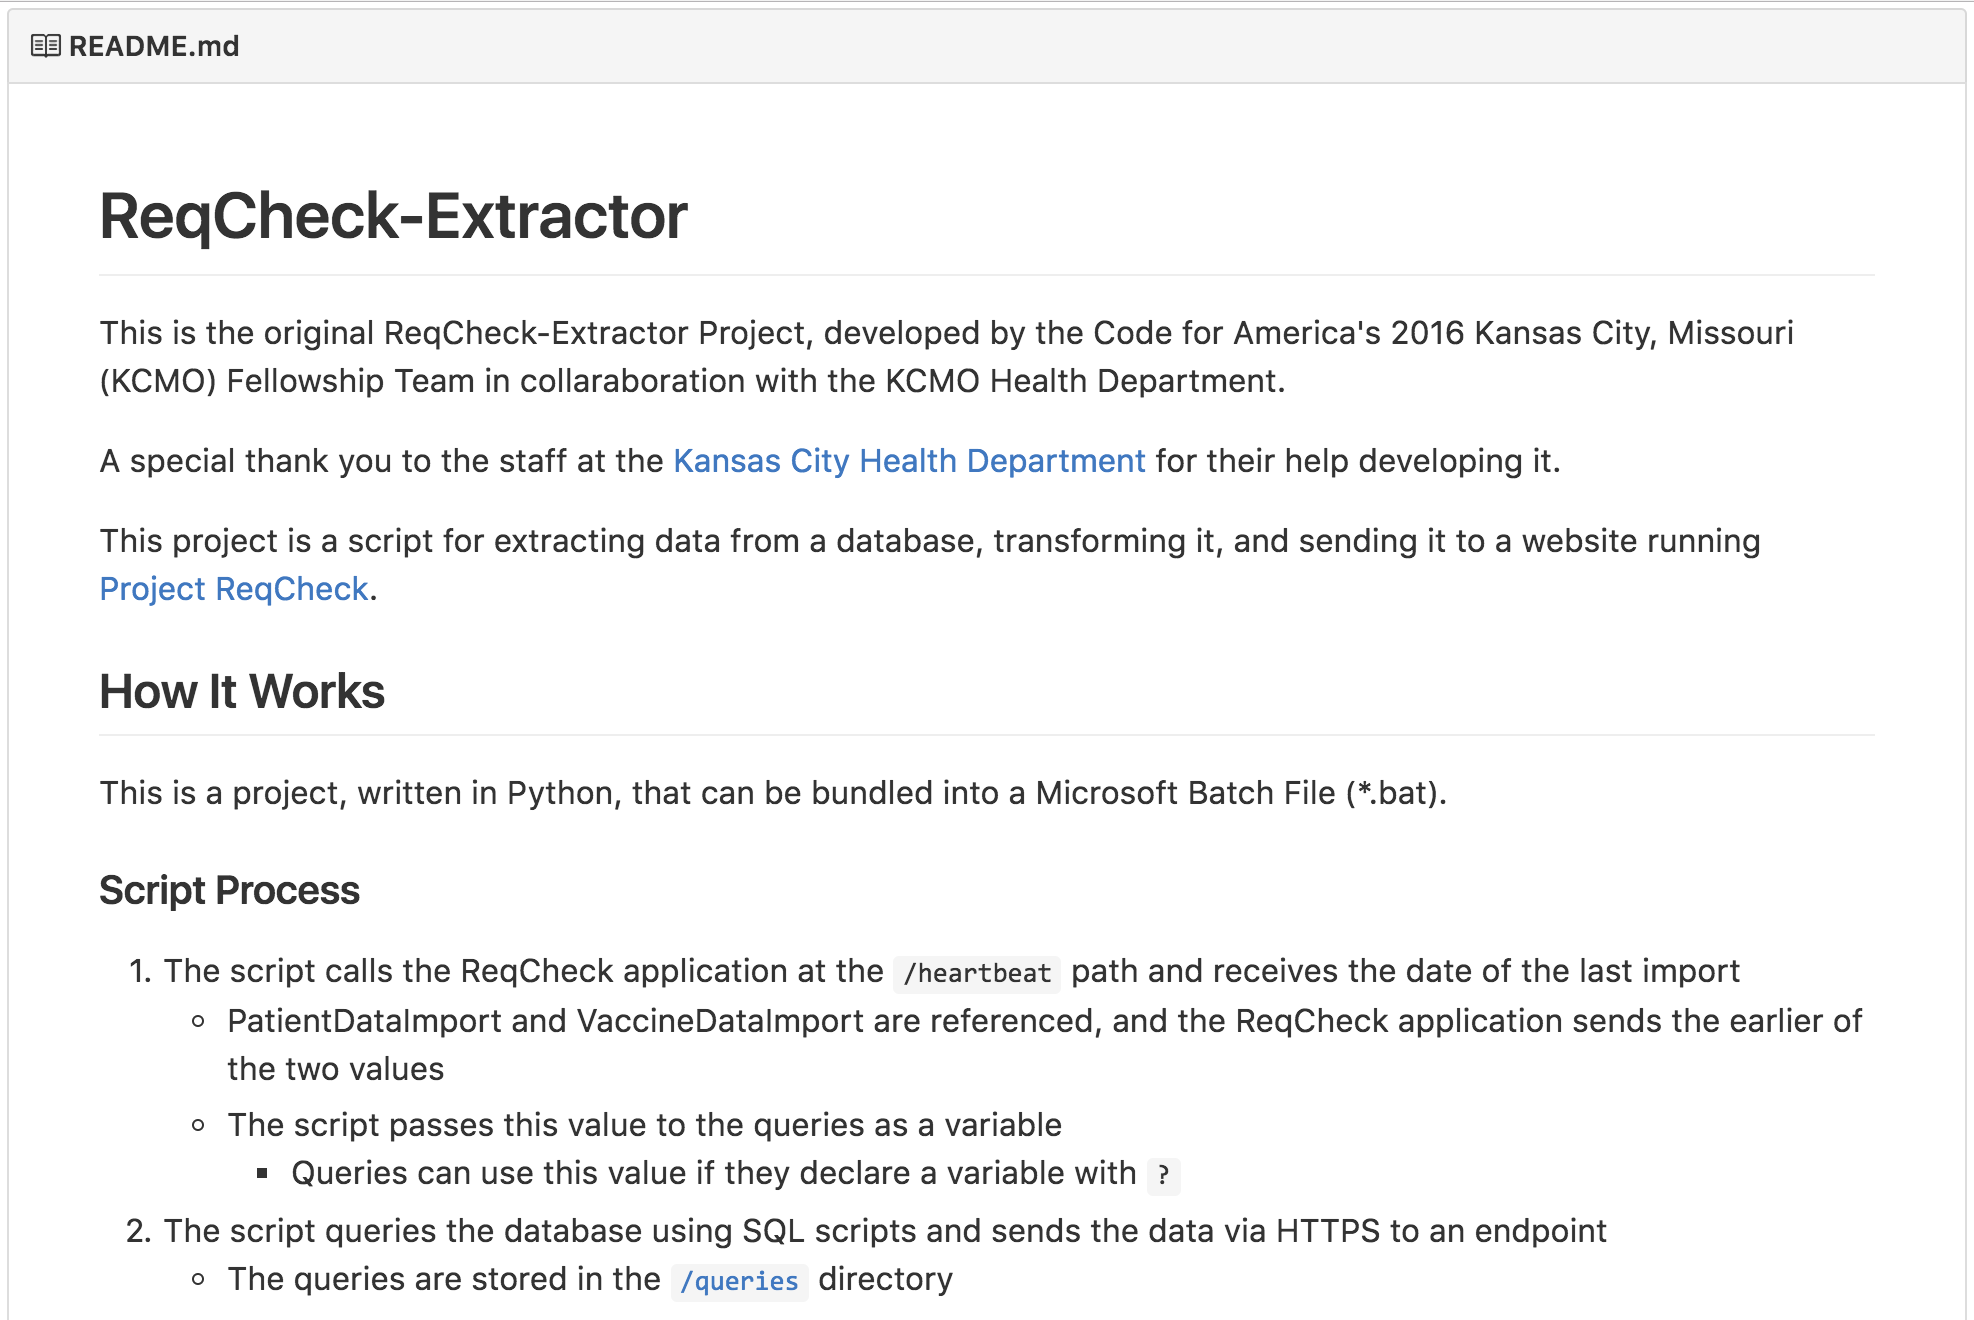 README.md
ReqCheck-Extractor
This is the original ReqCheck-Extractor Project, developed by the Code for America's 2016 Kansas City, Missouri
(KCMO) Fellowship Team in collaraboration with the KCMO Health Department.
A special thank you to the staff at the Kansas City Health Department for their help developing it.
This project is a script for extracting data from a database, transforming it, and sending it to a website running
Project ReqCheck.
How It Works
This is a project, written in Python, that can be bundled into a Microsoft Batch File (*.bat).
Script Process
1. The script calls the ReqCheck application at the /heartbeat path and receives the date of the last import
PatientDataImport and VaccineDataImport are referenced, and the ReqCheck application sends the earlier of
the two values
The script passes this value to the queries as a variable
Queries can use this value if they declare a variable with ?
2. The script queries the database using SQL scripts and sends the data via HTTPS to an endpoint
The queries are stored in the /queries directory